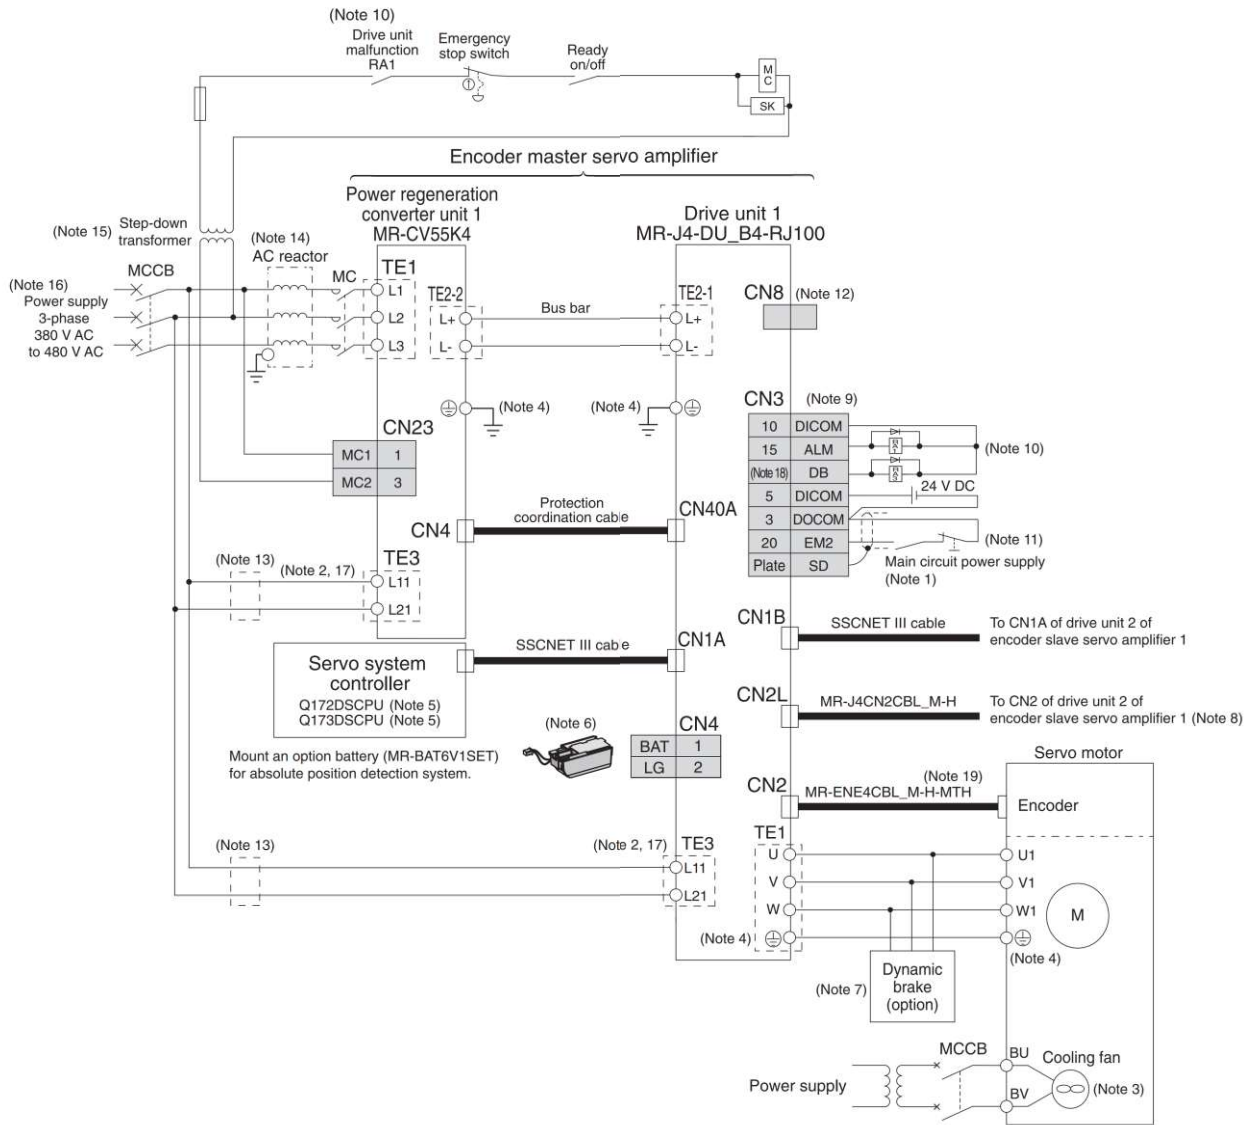 (Note 10)
Drive unit
malfunction
RA1
Emergency
stop switch
Ready
on/off
M
C
SK
Encoder master servo amplifier
Power regeneration
converter unit 1
MR-CV55K4
Drive unit 1
MR-J4-DU_B4-RJ100
(Note 15)
Step-down
transformer
(Note 14)
AC reactor
MCCB
MC
TE1
(Note 16)
Power supply
3-phase
380 V AC
to 480 V AC
L1
L2
L3
TE2-2
L+
L-
Bus bar
TE2-1
L+
L-
CN8 (Note 12)
(Note 4)
(Note 4)
CN3 (Note 9)
10 DICOM
15 ALM
(Note 18) DB
5 DICOM
3 DOCOM
20 EM2
Plate SD
(Note 10)
24 V DC
(Note 11)
Main circuit power supply
(Note 1)
CN23
MC1 1
MC2 3
CN4
Protection
coordination cable
CN40A
(Note 13)
(Note 2, 17)
TE3
L11
L21
CN1B
SSCNET III cable
To CN1A of drive unit 2 of
encoder slave servo amplifier 1
Servo system
controller
Q172DSCPU (Note 5)
Q173DSCPU (Note 5)
SSCNET III cable
CN1A
CN2L
MR-J4CN2CBL_M-H
To CN2 of drive unit 2 of
encoder slave servo amplifier 1 (Note 8)
Mount an option battery (MR-BAT6V1SET)
for absolute position detection system.
(Note 6)
CN4
BAT 1
LG 2
Servo motor
CN2
(Note 19)
MR-ENE4CBL_M-H-MTH
Encoder
(Note 13)
(Note 2, 17)
TE3
L11
L21
TE1
U
V
W
(Note 4)
U1
V1
W1
(Note 4)
M
(Note 7)
Dynamic
brake
(option)
Power supply
MCCB
BU
BV
Cooling fan
(Note 3)